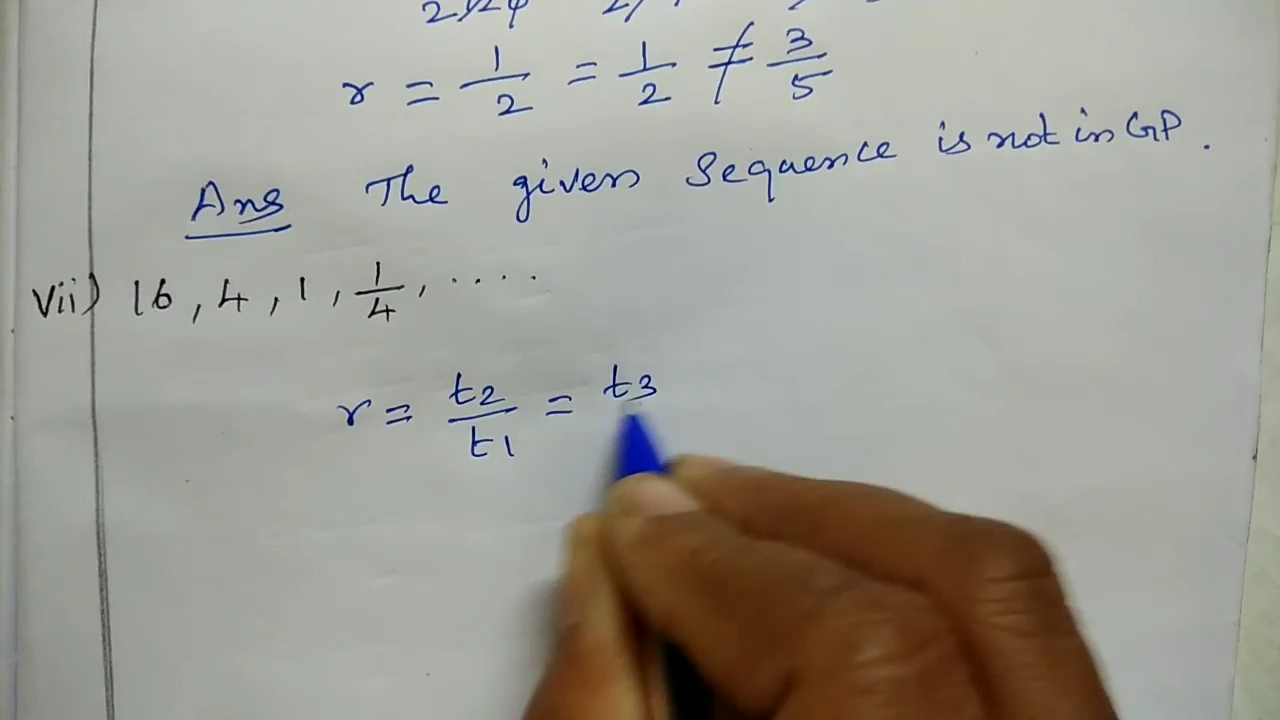 r = 1/2 = 1/2 ≠ 3/5
Ans The given Sequence is not in GP.
vii) 16, 4, 1, 1/4, ....
r = t2/t1 = t3